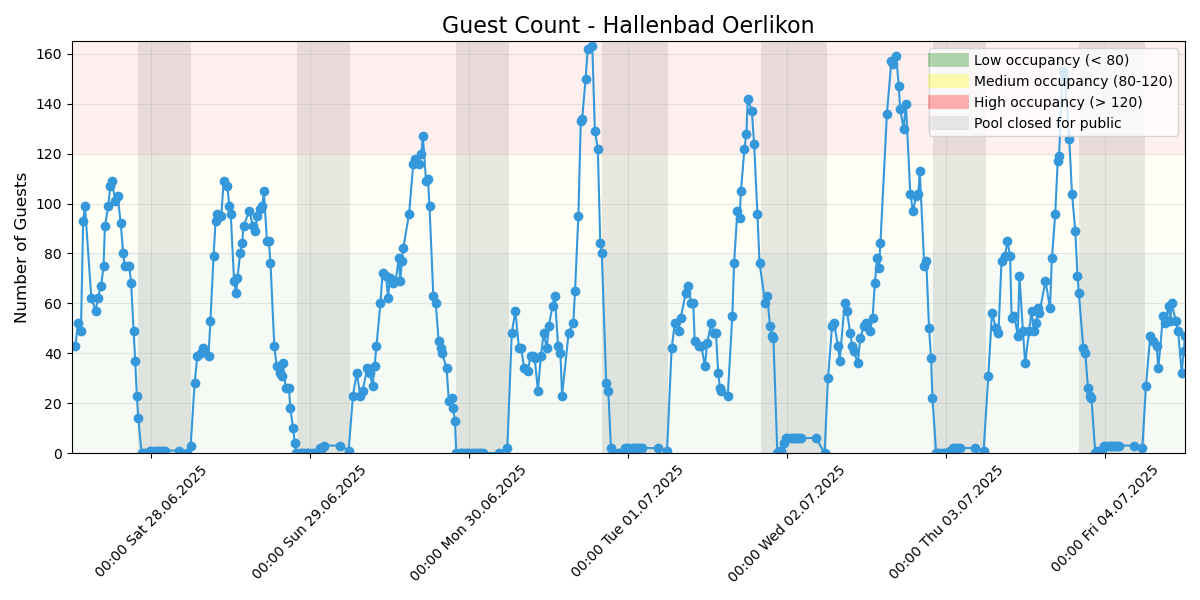 Guest Count - Hallenbad Oerlikon
Number of Guests
160
140
120
100
80
60
40
20
0
Low occupancy (< 80)
Medium occupancy (80-120)
High occupancy (> 120)
Pool closed for public
00:00 Sat 28.06.2025
00:00 Sun 29.06.2025
00:00 Mon 30.06.2025
00:00 Tue 01.07.2025
00:00 Wed 02.07.2025
00:00 Thu 03.07.2025
00:00 Fri 04.07.2025